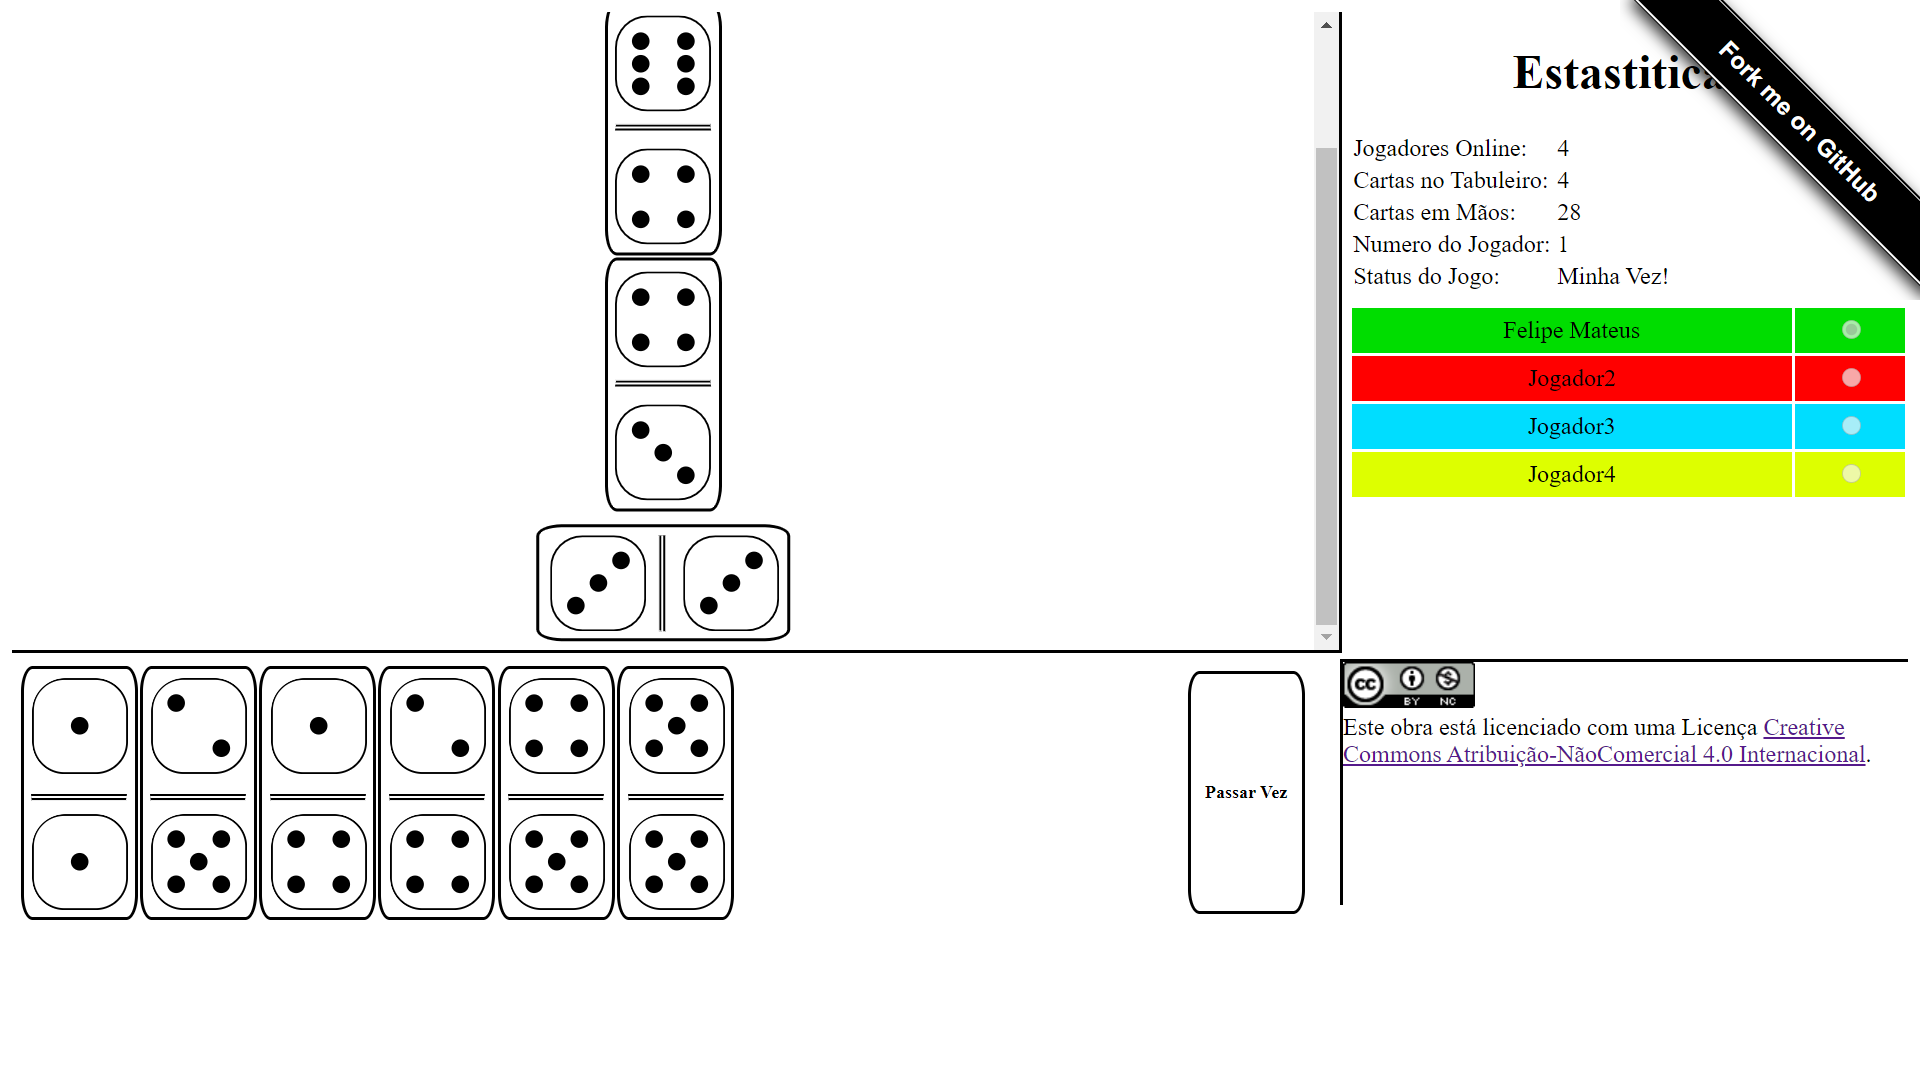 Estastitica
Fork me on GitHub
Jogadores Online: 4
Cartas no Tabuleiro: 4
Cartas em Mãos: 28
Numero do Jogador: 1
Status do Jogo: Minha Vez!
Felipe Mateus
Jogador2
Jogador3
Jogador4
Passar Vez
CC BY NC
Este obra está licenciado com uma Licença Creative
Commons Atribuição-NãoComercial 4.0 Internacional.